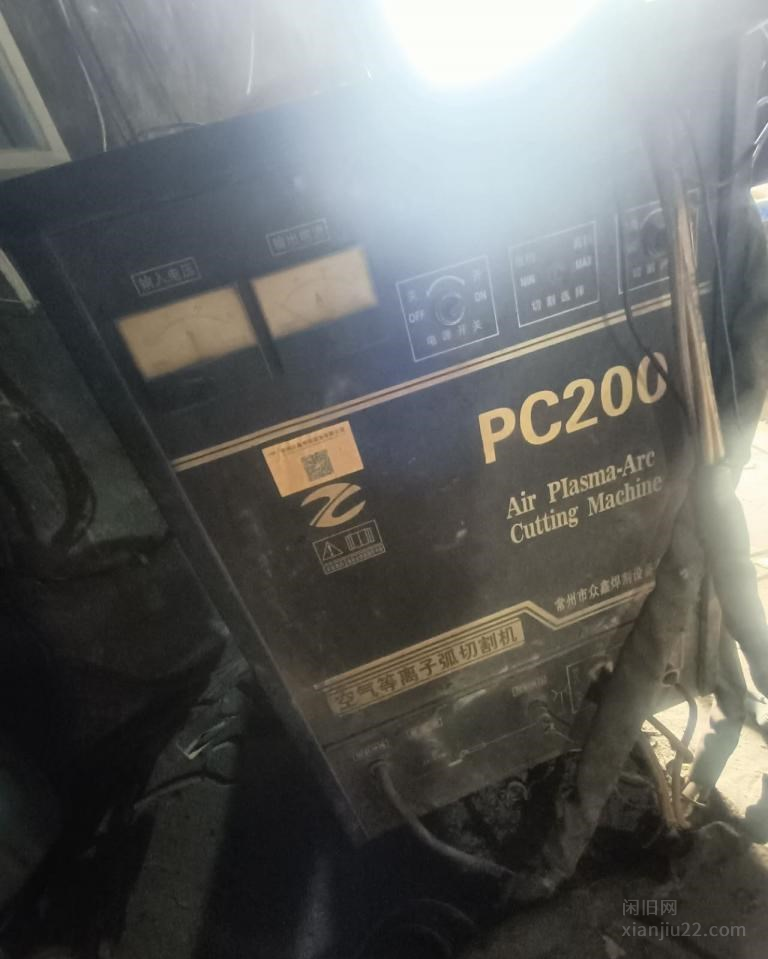 输入电压
输出电流
关 开
OFF ON
电源开关
MIN MAX
切割选择
PC200
Air Plasma-Arc
Cutting Machine
常州市众鑫焊割设备
空气等离子弧切割机
闲旧网
xianjiu22.com